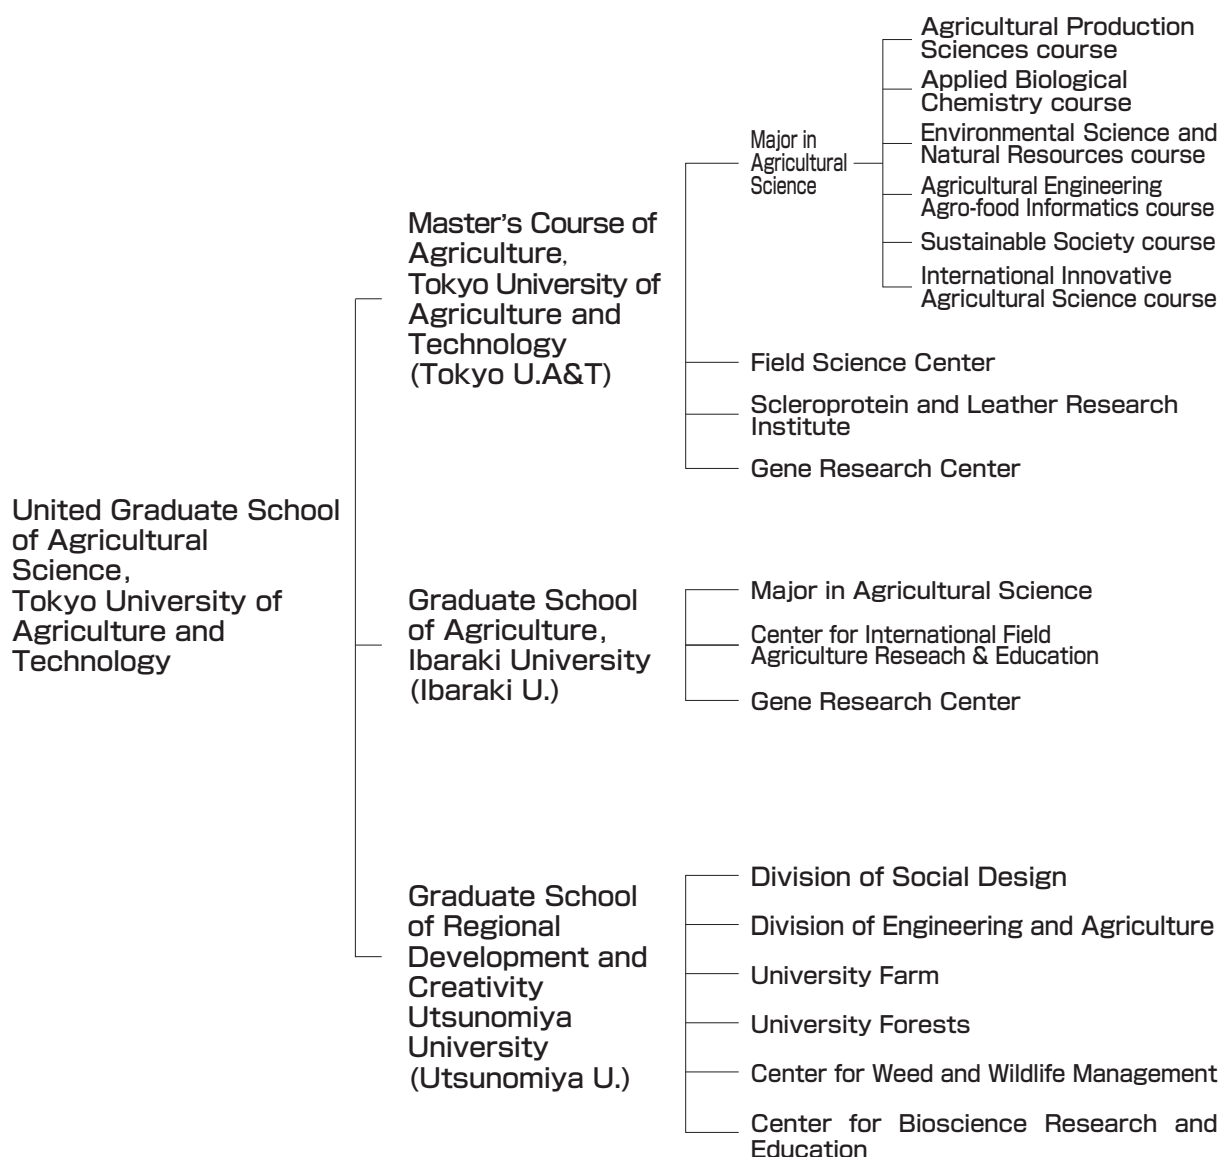 United Graduate School
of Agricultural
Science,
Tokyo University of
Agriculture and
Technology
Master's Course of
Agriculture,
Tokyo University of
Agriculture and
Technology
(Tokyo U.A&T)
Major in
Agricultural
Science
Agricultural Production
Sciences course
Applied Biological
Chemistry course
Environmental Science and
Natural Resources course
Agricultural Engineering
Agro-food Informatics course
Sustainable Society course
International Innovative
Agricultural Science course
Field Science Center
Scleroprotein and Leather Research
Institute
Gene Research Center
Graduate School
of Agriculture,
Ibaraki University
(Ibaraki U.)
Major in Agricultural Science
Center for International Field
Agriculture Reseach & Education
Gene Research Center
Graduate School
of Regional
Development and
Creativity
Utsunomiya
University
(Utsunomiya U.)
Division of Social Design
Division of Engineering and Agriculture
University Farm
University Forests
Center for Weed and Wildlife Management
Center for Bioscience Research and
Education